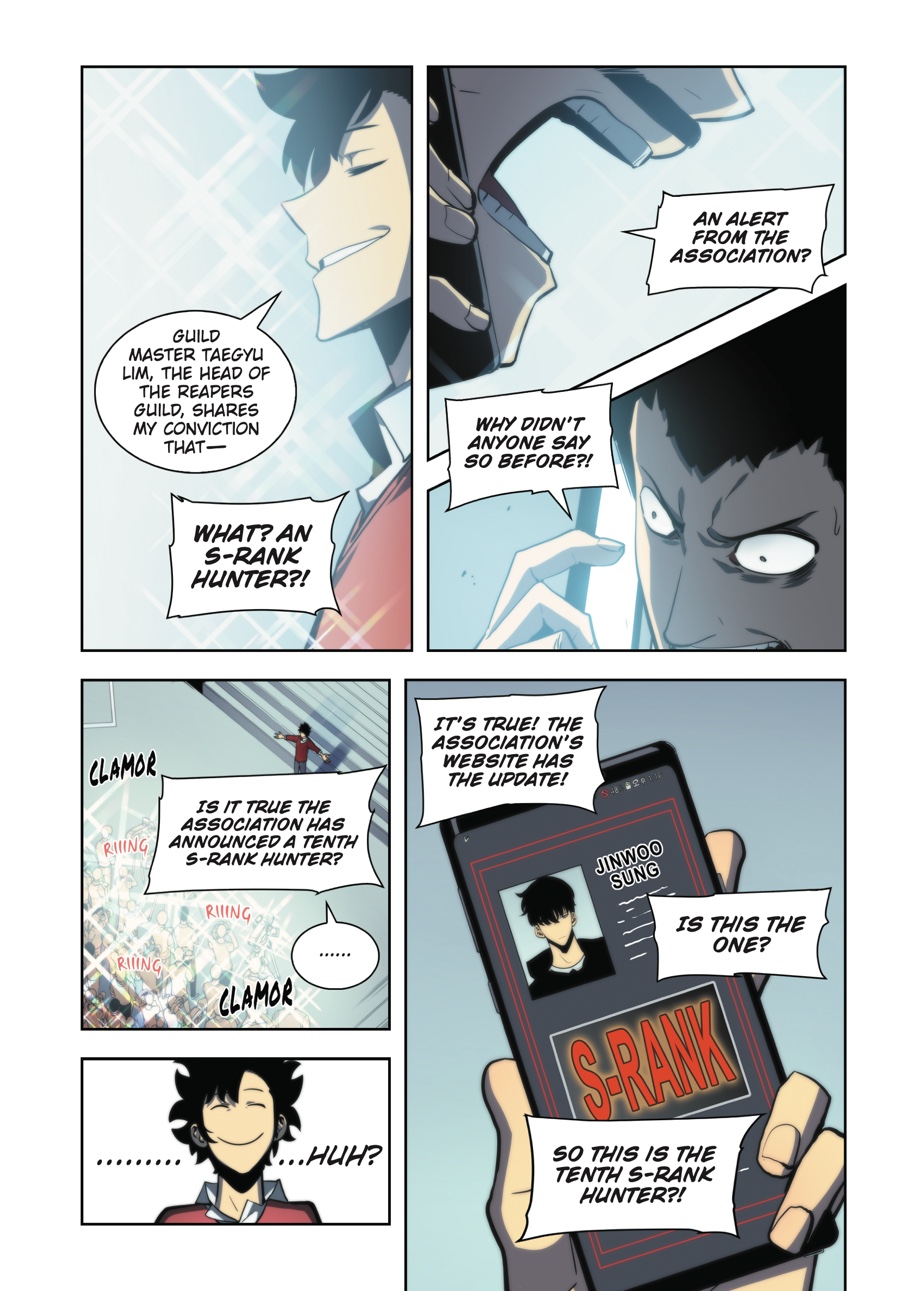 GUILD
MASTER TAEGYU
LIM, THE HEAD OF
THE REAPERS
GUILD, SHARES
MY CONVICTION
THAT—
WHAT? AN
S-RANK
HUNTER?!
AN ALERT
FROM THE
ASSOCIATION?
WHY DIDN'T
ANYONE SAY
SO BEFORE?!
CLAMOR
IS IT TRUE THE
ASSOCIATION HAS
ANNOUNCED A TENTH
S-RANK HUNTER?
RIIING
RIIING
RIIING
......
CLAMOR
IT'S TRUE! THE
ASSOCIATION'S
WEBSITE HAS
THE UPDATE!
JINWOO
SUNG
IS THIS THE
ONE?
S-RANK
SO THIS IS THE
TENTH S-RANK
HUNTER?!
.........
...HUH?